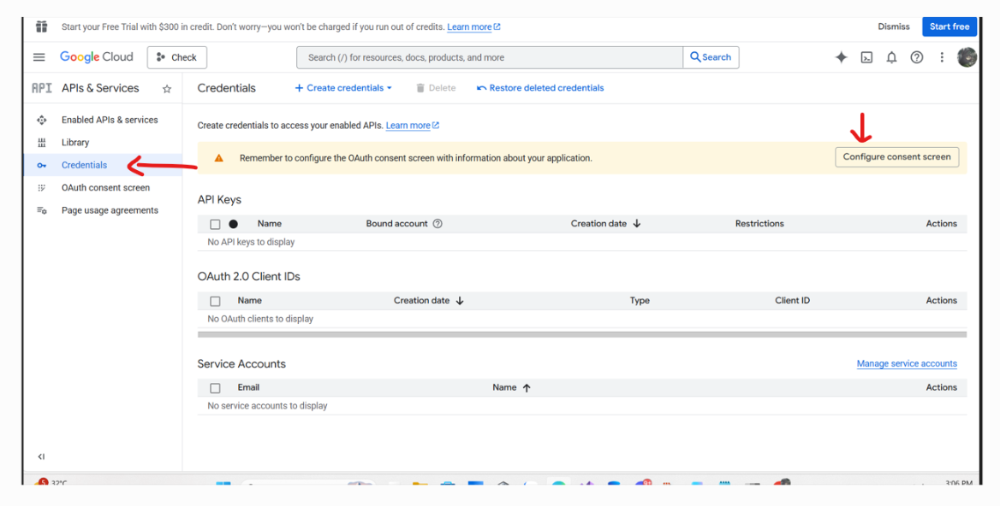 Start your Free Trial with $300 in credit. Don't worry—you won't be charged if you run out of credits. Learn more
Dismiss
Start free
Google Cloud
Check
Search (/) for resources, docs, products, and more
Search
API APIs & Services
Credentials
+ Create credentials
Delete
Restore deleted credentials
Enabled APIs & services
Library
Credentials
OAuth consent screen
Page usage agreements
Create credentials to access your enabled APIs. Learn more
Remember to configure the OAuth consent screen with information about your application.
Configure consent screen
API Keys
Name Bound account Creation date Restrictions Actions
No API keys to display
OAuth 2.0 Client IDs
Name Creation date Type Client ID Actions
No OAuth clients to display
Service Accounts
Manage service accounts
Email Name Actions
No service accounts to display
5
32°C
3:06 PM